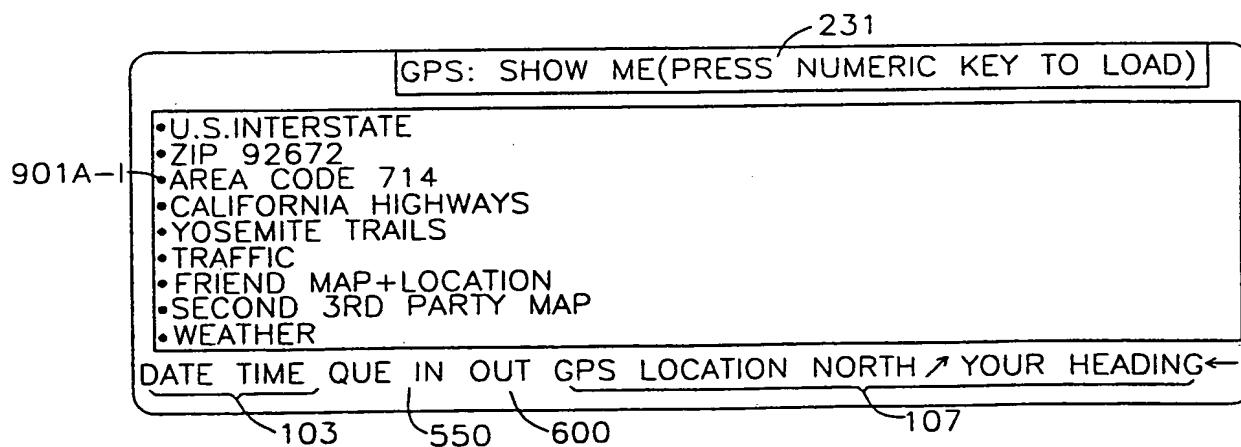 231
GPS: SHOW ME(PRESS NUMERIC KEY TO LOAD)
•U.S.INTERSTATE
•ZIP 92672
901A-I •AREA CODE 714
•CALIFORNIA HIGHWAYS
•YOSEMITE TRAILS
•TRAFFIC
•FRIEND MAP+LOCATION
•SECOND 3RD PARTY MAP
•WEATHER
DATE TIME QUE IN OUT GPS LOCATION NORTH↗ YOUR HEADING←
103 550 600 107